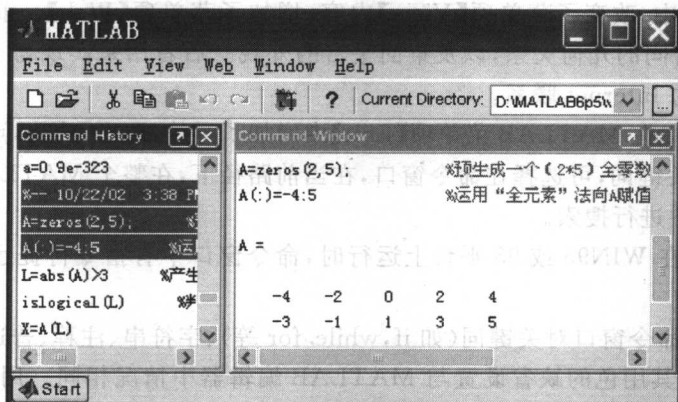 MATLAB
File Edit View Web Window Help
? Current Directory: D:\MATLAB6p5\w
Command History
Command Window
a=0.9e-323
%-- 10/22/02 3:38 PM
A=zeros(2,5);
A(:)=-4:5 %运
L=abs(A)>3 %产生
islogical(L) %判
X=A(L)
A=zeros(2,5); %预生成一个(2*5)全零数
A(:)=-4:5 %运用“全元素”法向A赋值
A =
-4 -2 0 2 4
-3 -1 1 3 5
Start